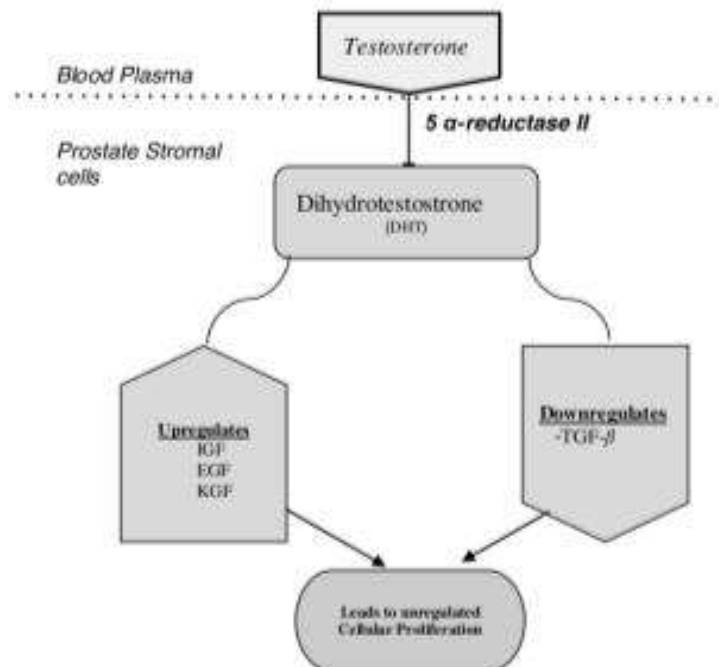 Testosterone
Blood Plasma
5 α-reductase II
Prostate Stromal
cells
Dihydrotestostrone
(DHT)
Upregulates
IGF
EGF
KGF
Downregulates
-TGF-β
Leads to unregulated
Cellular Proliferation